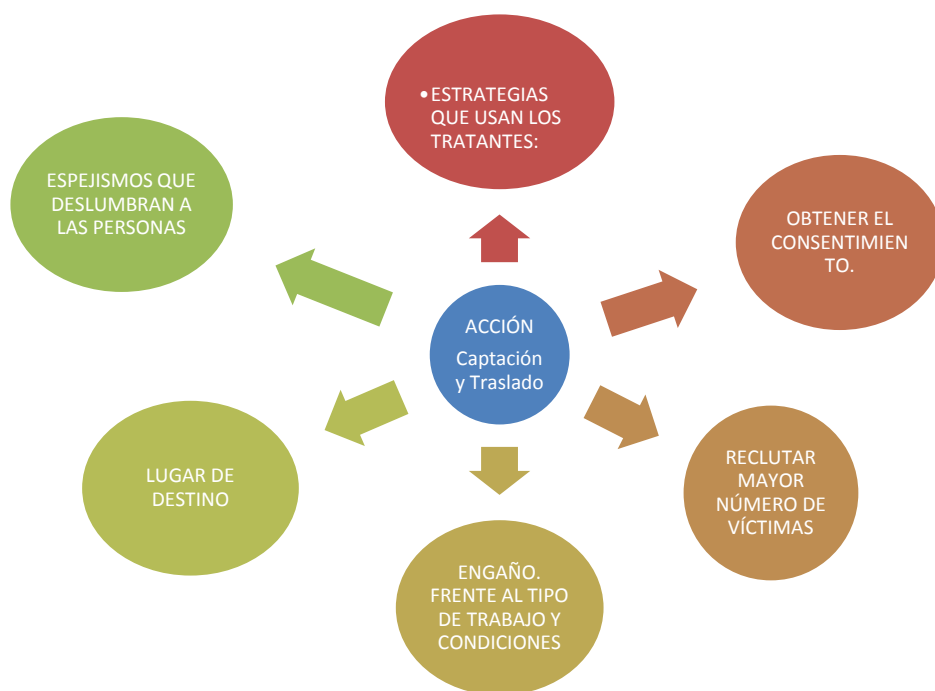 •ESTRATEGIAS
QUE USAN LOS
TRATANTES:
OBTENER EL
CONSENTIMIEN
TO.
RECLUTAR
MAYOR
NÚMERO DE
VÍCTIMAS
ENGAÑO.
FRENTE AL TIPO
DE TRABAJO Y
CONDICIONES
LUGAR DE
DESTINO
ESPEJISMOS QUE
DESLUMBRAN A
LAS PERSONAS
ACCIÓN
Captación
y Traslado